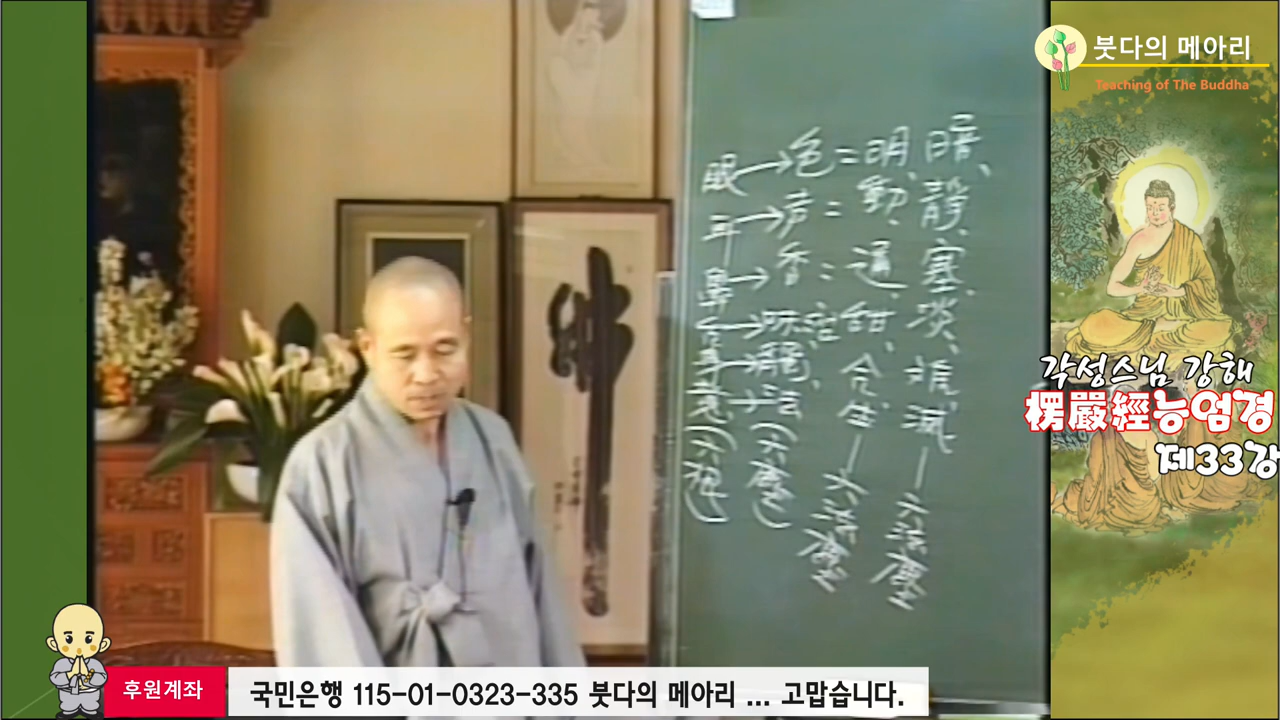 붓다의 메아리
Teaching of The Buddha
眼 耳 鼻 舌 身 意 (六根)
色 声 香 味 觸 法 (六塵)
明、動、通、甜、合、生 — 六法塵
暗、靜、塞、淡、離、滅 — 六法塵
佛
각성스님 강해
楞嚴經능엄경
제33강
후원계좌
국민은행 115-01-0323-335 붓다의 메아리 ... 고맙습니다.